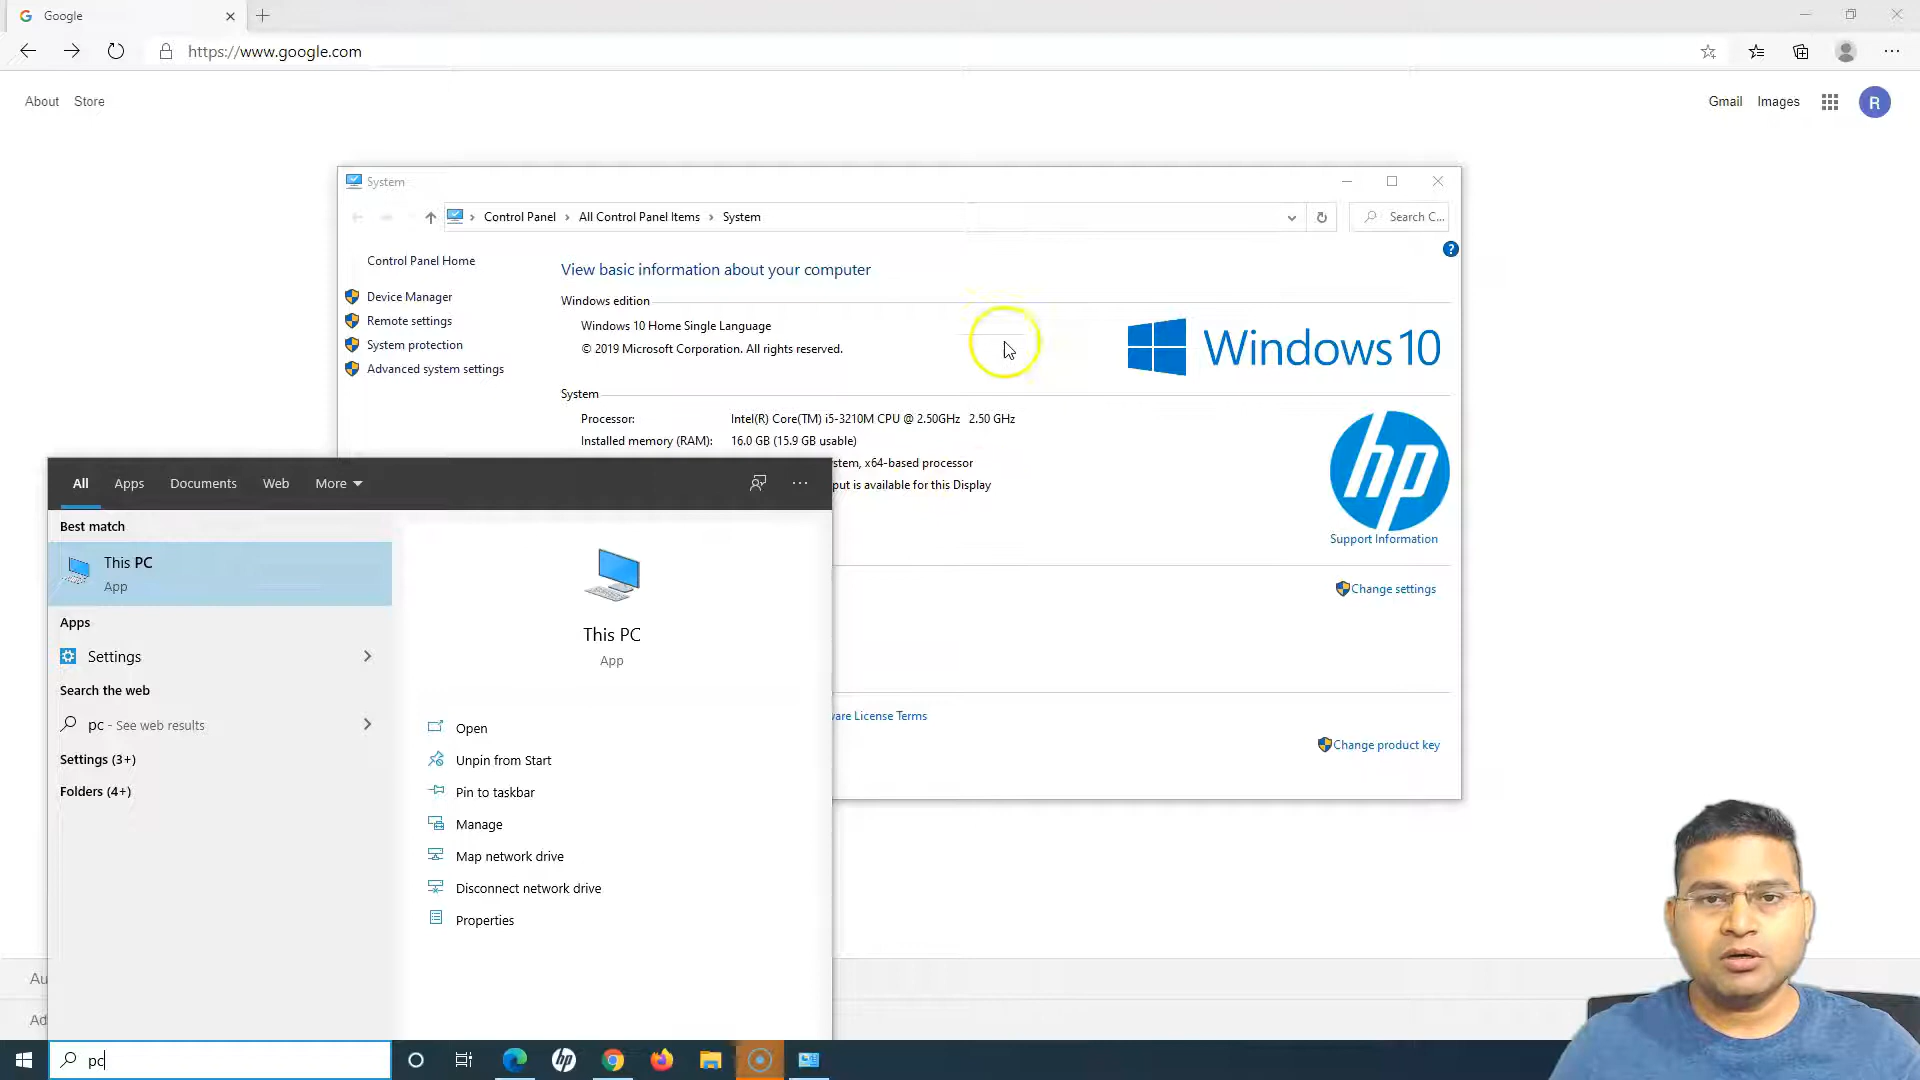 Google
https://www.google.com
About Store
Gmail Images
R
System
Control Panel All Control Panel Items System
Search C...
Control Panel Home
Device Manager
Remote settings
System protection
Advanced system settings
View basic information about your computer
Windows edition
Windows 10 Home Single Language
© 2019 Microsoft Corporation. All rights reserved.
Windows 10
System
Processor: Intel(R) Core(TM) i5-3210M CPU @ 2.50GHz 2.50 GHz
Installed memory (RAM): 16.0 GB (15.9 GB usable)
stem, x64-based processor
put is available for this Display
hp
Support Information
Change settings
are License Terms
Change product key
All Apps Documents Web More
Best match
This PC
App
Apps
Settings
Search the web
pc - See web results
Settings (3+)
Folders (4+)
This PC
App
Open
Unpin from Start
Pin to taskbar
Manage
Map network drive
Disconnect network drive
Properties
Au
Ad
pc
hp